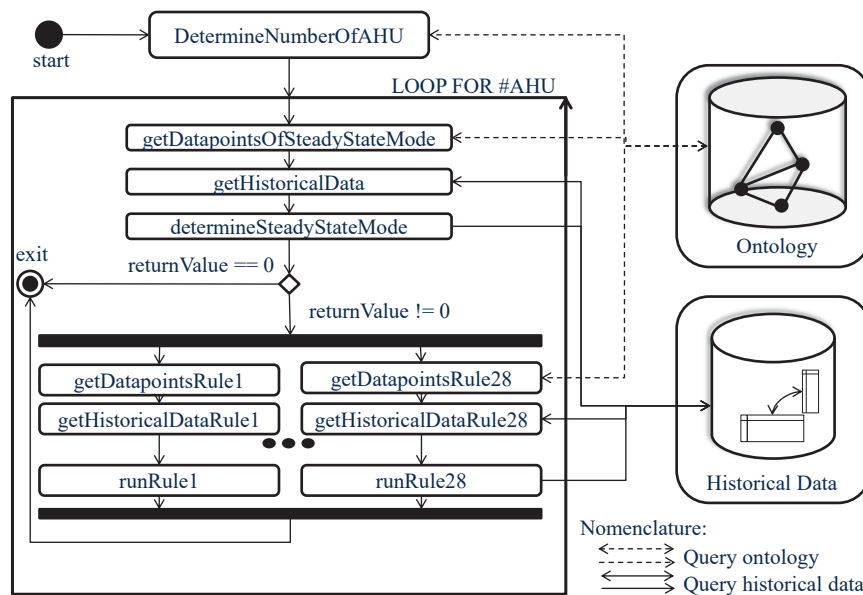 DetermineNumberOfAHU
start
LOOP FOR #AHU
getDatapointsOfSteadyStateMode
getHistoricalData
determineSteadyStateMode
Ontology
exit
returnValue == 0
returnValue != 0
getDatapointsRule1
getDatapointsRule28
getHistoricalDataRule1
getHistoricalDataRule28
runRule1
runRule28
Historical Data
Nomenclature:
Query ontology
Query historical data